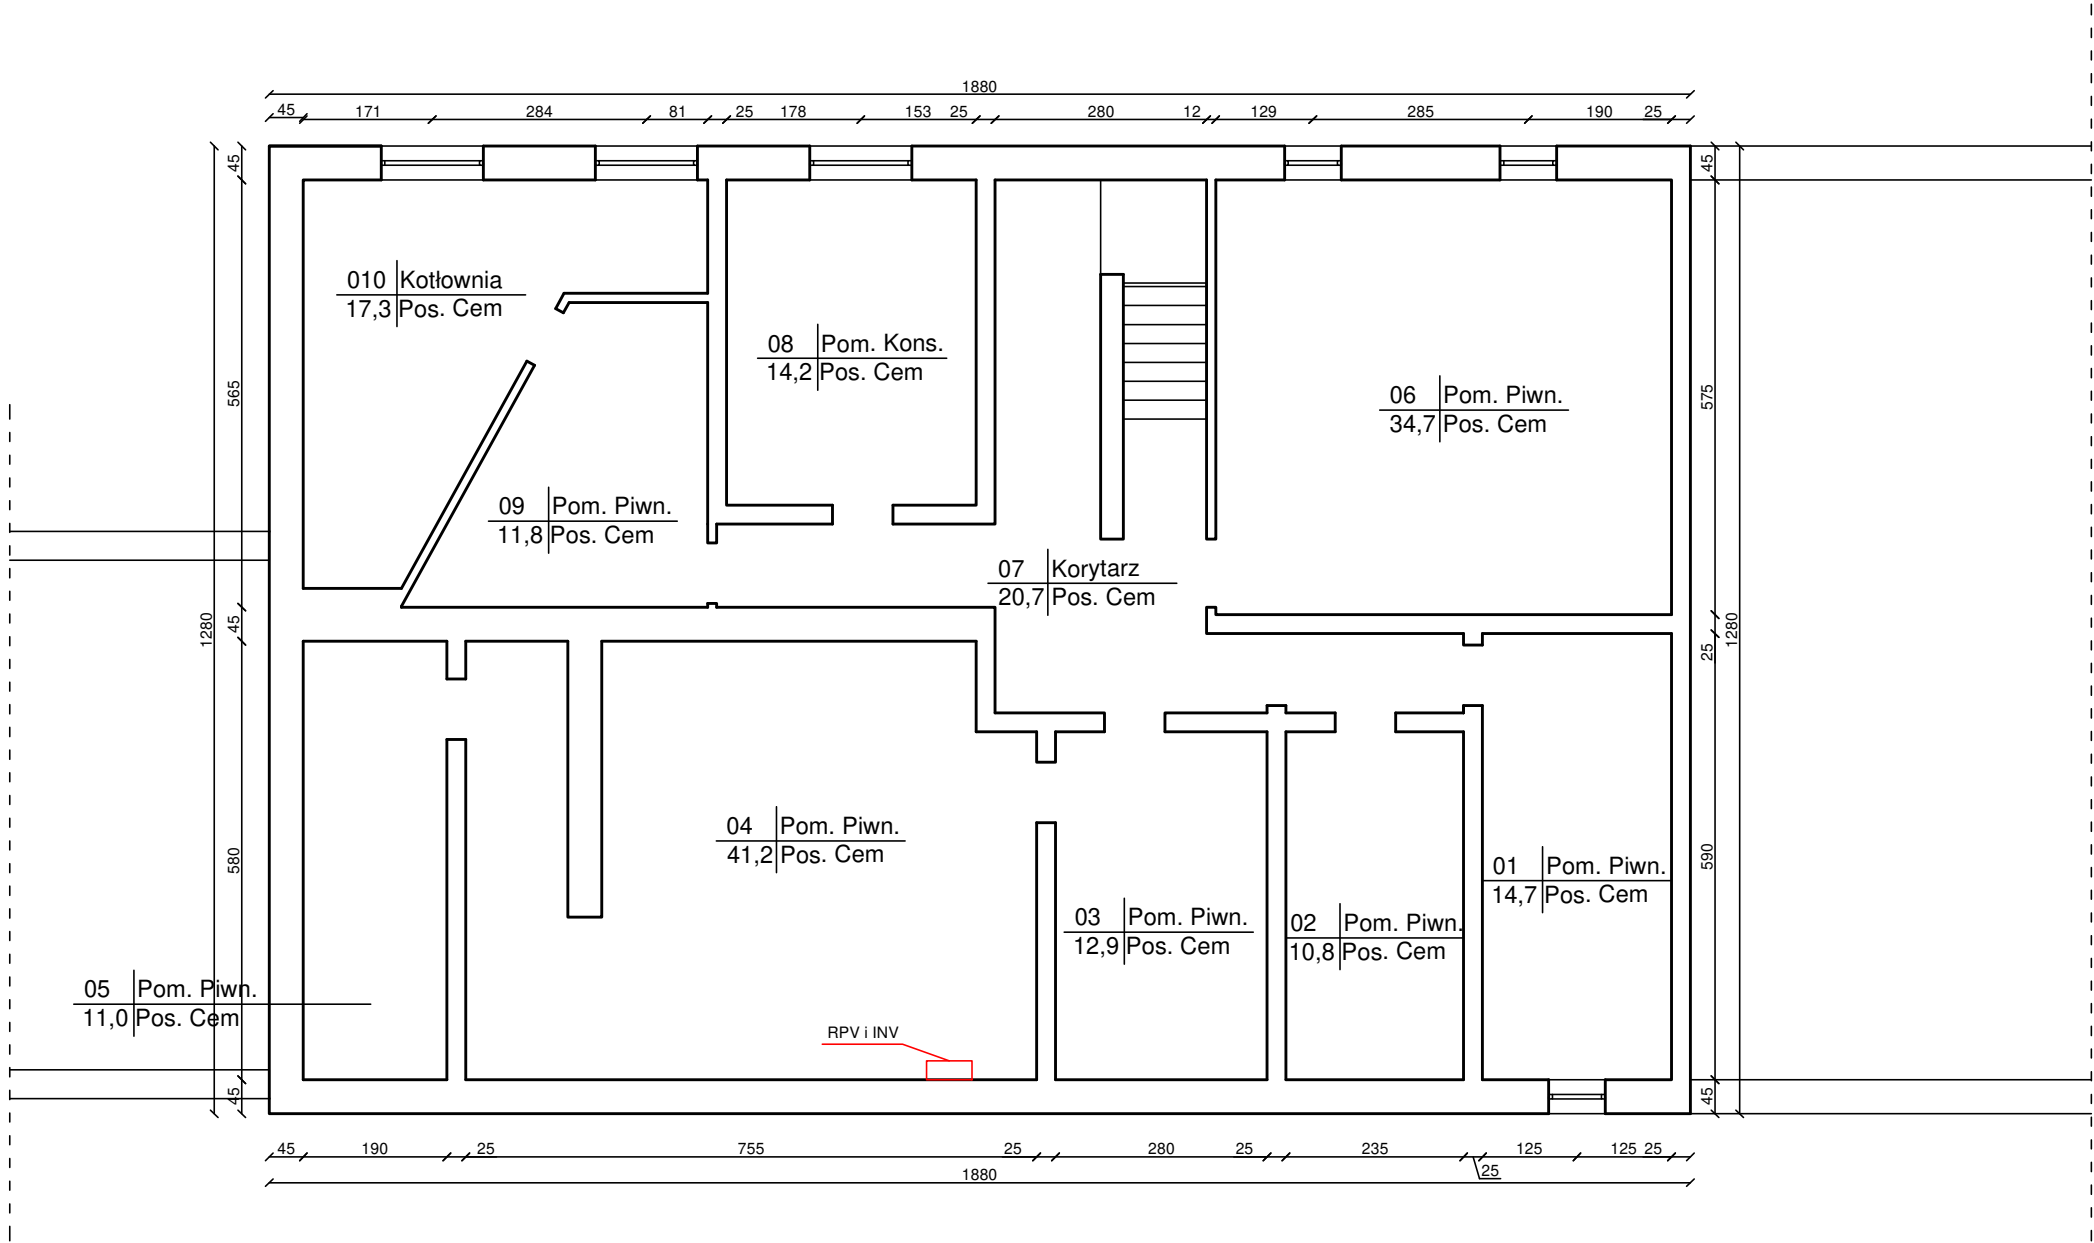 1880
45 171 284 81 25 178 153 25 280 12 129 285 190 25
45
45
010 Kotłownia
17,3 Pos. Cem
08 Pom. Kons.
14,2 Pos. Cem
06 Pom. Piwn.
34,7 Pos. Cem
565
575
09 Pom. Piwn.
11,8 Pos. Cem
07 Korytarz
20,7 Pos. Cem
1280
45
25
1280
04 Pom. Piwn.
41,2 Pos. Cem
580
590
01 Pom. Piwn.
14,7 Pos. Cem
03 Pom. Piwn.
12,9 Pos. Cem
02 Pom. Piwn.
10,8 Pos. Cem
05 Pom. Piwn.
11,0 Pos. Cem
RPV i INV
45
45
45 190 25 755 25 280 25 235 125 125 25
25
1880